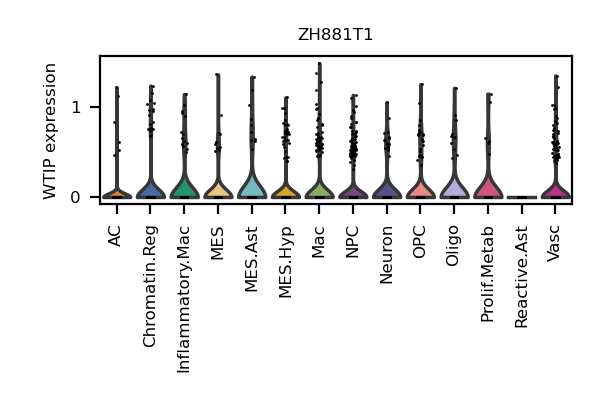 ZH881T1
WTIP expression
1
0
AC
Chromatin.Reg
Inflammatory.Mac
MES
MES.Ast
MES.Hyp
Mac
NPC
Neuron
OPC
Oligo
Prolif.Metab
Reactive.Ast
Vasc